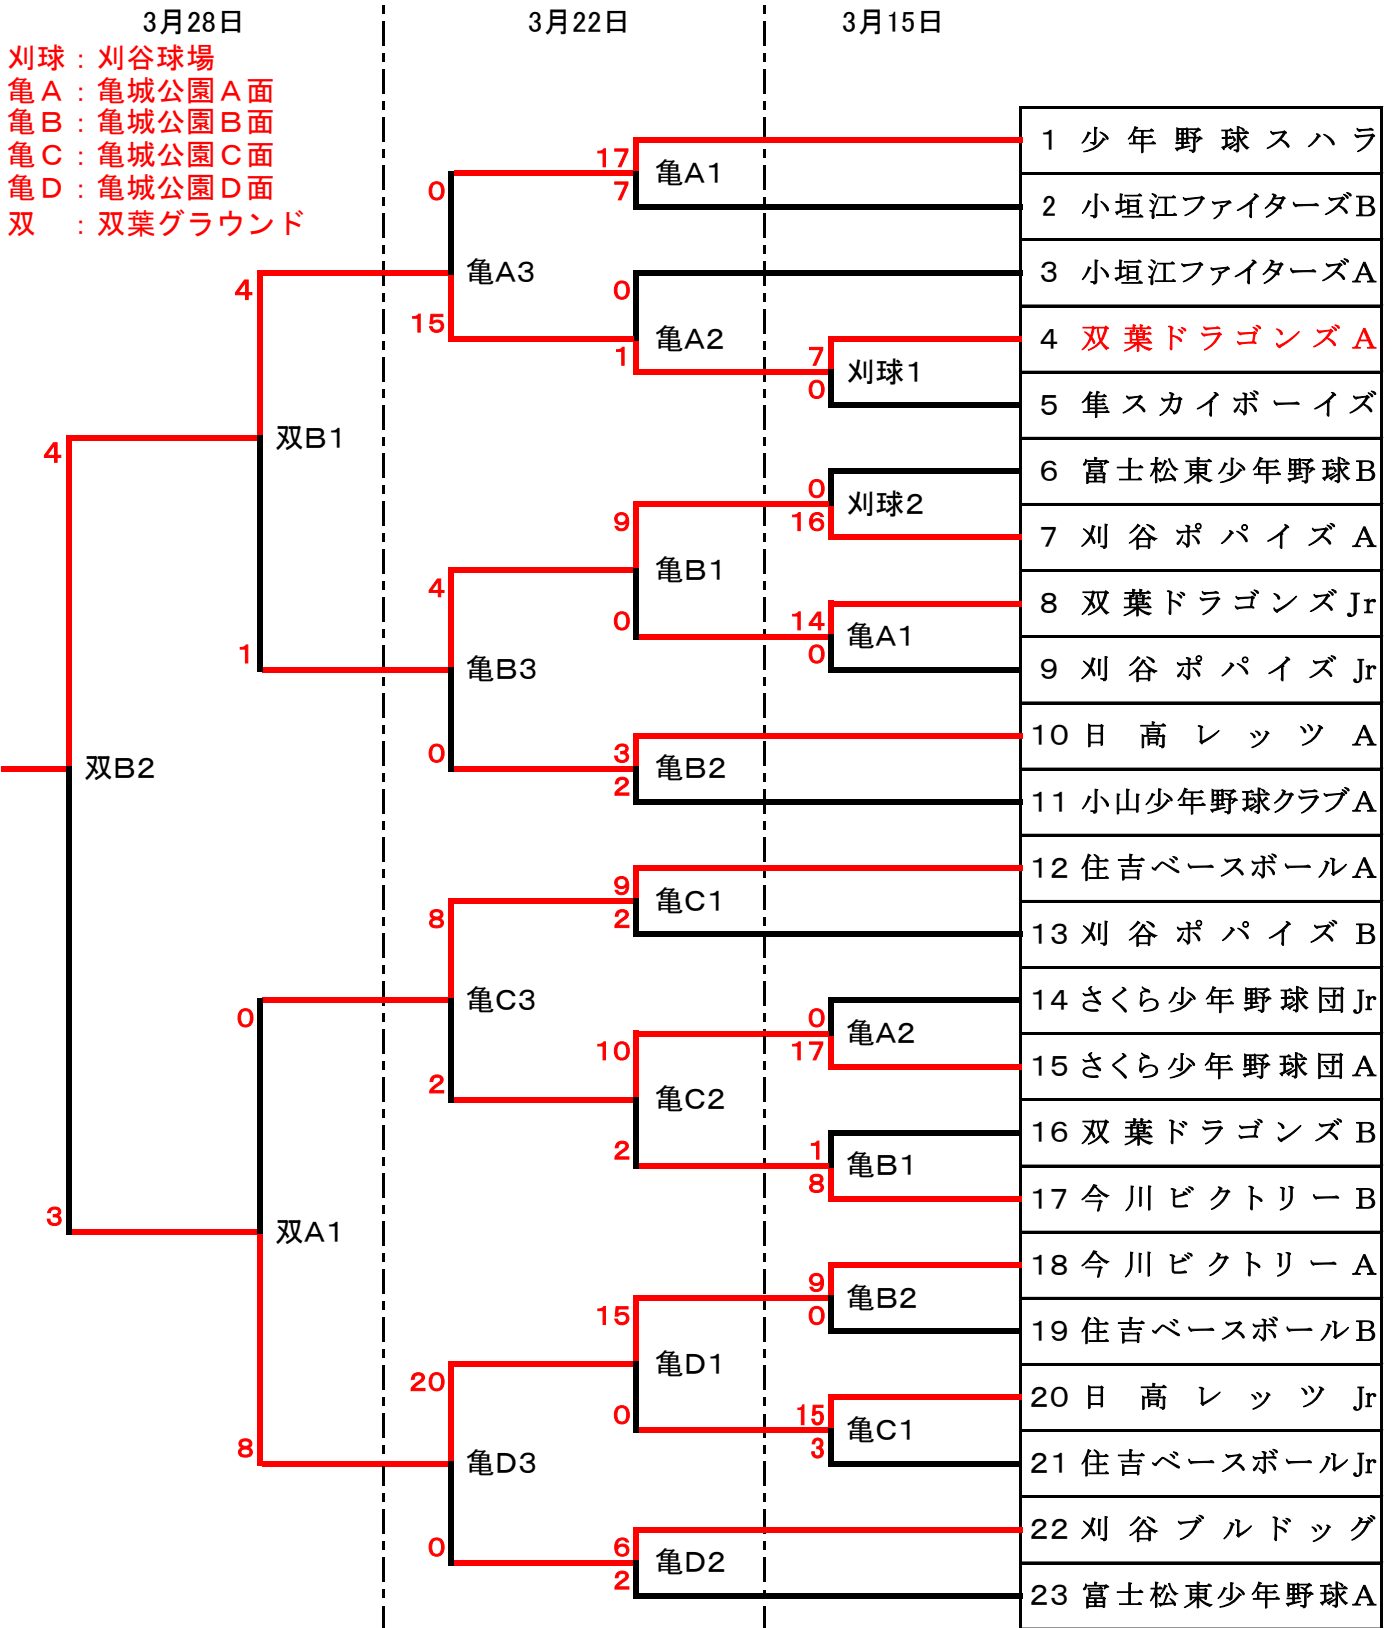 3月28日 3月22日 3月15日
刈球：刈谷球場
亀A：亀城公園A面
亀B：亀城公園B面
亀C：亀城公園C面
亀D：亀城公園D面
双　：双葉グラウンド
1 少年野球スハラ
17
亀A1
0
7
2 小垣江ファイターズB
亀A3
3 小垣江ファイターズA
4
0
15
亀A2
4 双葉ドラゴンズA
1
7
刈球1
0
5 隼スカイボーイズ
双B1
4
6 富士松東少年野球B
0
刈球2
9
16
7 刈谷ポパイズA
亀B1
4
8 双葉ドラゴンズJr
0
14
亀A1
1
0
亀B3
9 刈谷ポパイズJr
10 日高レッツA
0
3
双B2
亀B2
2
11 小山少年野球クラブA
12 住吉ベースボールA
9
亀C1
8
2
13 刈谷ポパイズB
亀C3
14 さくら少年野球団Jr
0
0
亀A2
10
17
15 さくら少年野球団A
2
亀C2
16 双葉ドラゴンズB
2
1
亀B1
8
17 今川ビクトリーB
3
双A1
18 今川ビクトリーA
9
亀B2
15
0
19 住吉ベースボールB
亀D1
20
20 日高レッツJr
0
15
亀C1
8
3
亀D3
21 住吉ベースボールJr
22 刈谷ブルドッグ
0
6
亀D2
2
23 富士松東少年野球A